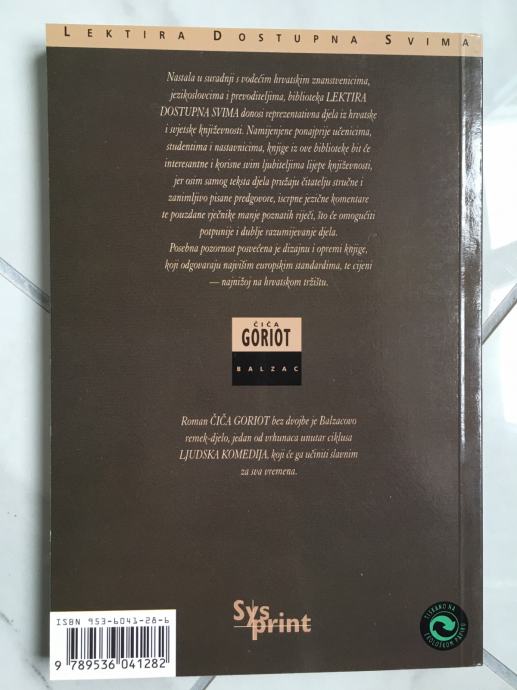 LEKTIRA DOSTUPNA SVIMA
Nastala u suradnji s vodećim hrvatskim znanstvenicima,
jezikoslovcima i prevoditeljima, biblioteka LEKTIRA
DOSTUPNA SVIMA donosi reprezentativna djela iz hrvatske
i svjetske književnosti. Namijenjene ponajprije učenicima,
studentima i nastavnicima, knjige iz ove biblioteke bit će
interesantne i korisne svim ljubiteljima lijepe književnosti,
jer osim samog teksta djela pružaju čitatelju stručne i
zanimljivo pisane predgovore, iscrpne jezične komentare
te pouzdane rječnike manje poznatih riječi, što će omogućiti
potpunije i dublje razumijevanje djela.
Posebna pozornost posvećena je dizajnu i opremi knjige,
koji odgovaraju najvišim europskim standardima, te cijeni
— najnižoj na hrvatskom tržištu.
ČIČA
GORIOT
BALZAC
Roman ČIČA GORIOT bez dvojbe je Balzacovo
remek-djelo, jedan od vrhunaca unutar ciklusa
LJUDSKA KOMEDIJA, koji će ga učiniti slavnim
za sva vremena.
ISBN 953-6041-28-6
9 789536 041282
Sys
print
TISKANO NA
EKOLOŠKOM PAPIRU